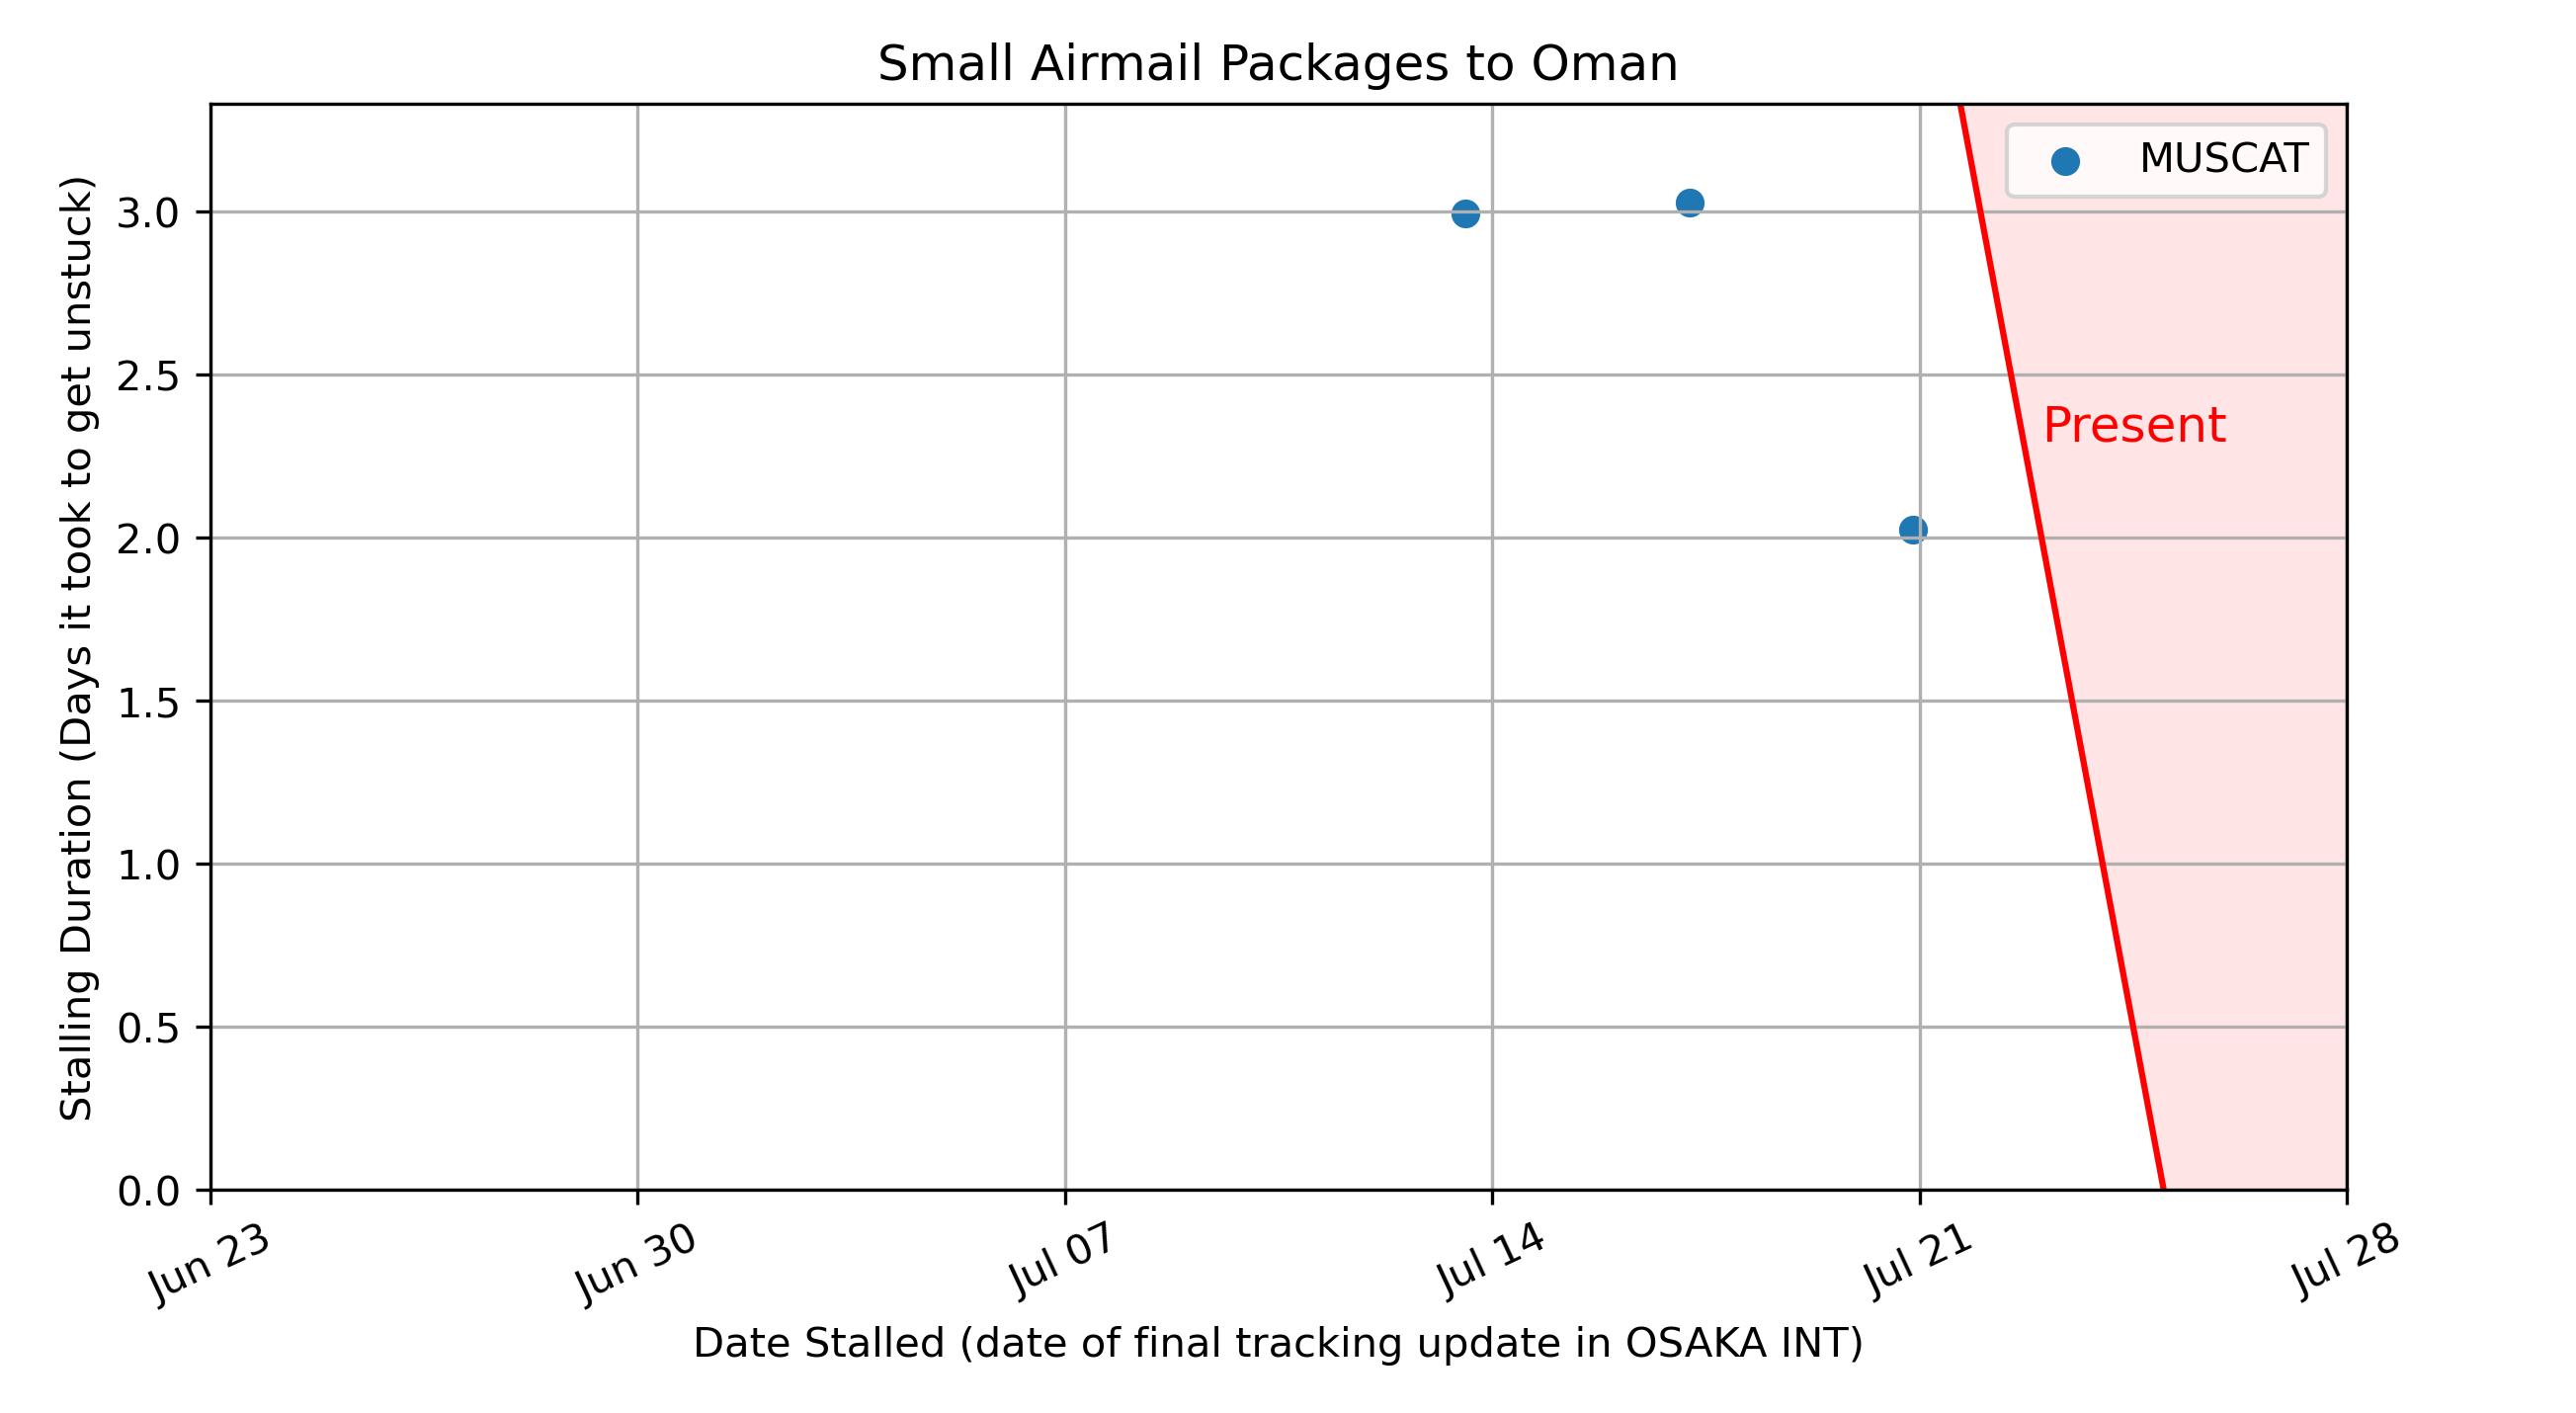 Small Airmail Packages to Oman
MUSCAT
Present
Stalling Duration (Days it took to get unstuck)
3.0
2.5
2.0
1.5
1.0
0.5
0.0
Jun 23
Jun 30
Jul 07
Jul 14
Jul 21
Jul 28
Date Stalled (date of final tracking update in OSAKA INT)